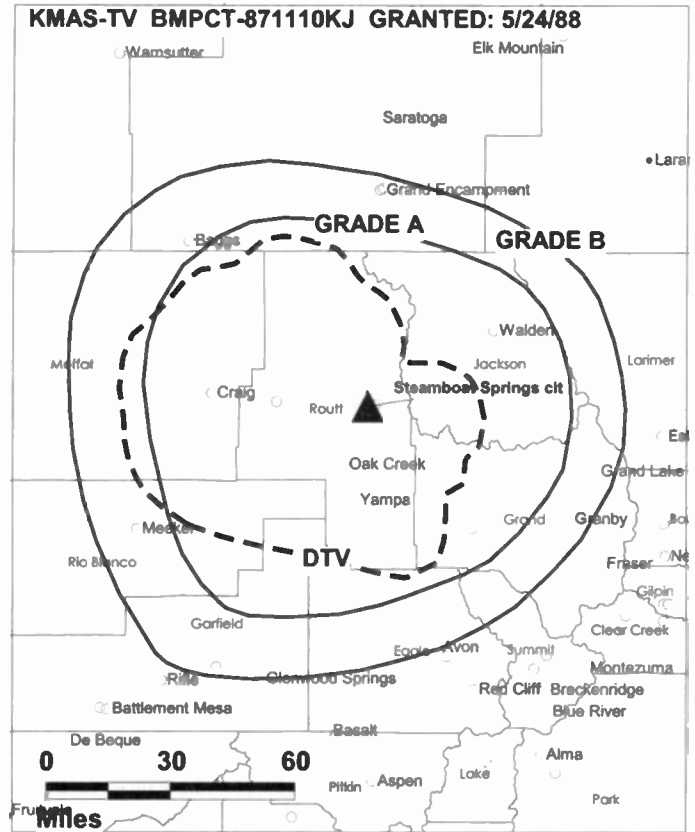 KMAS-TV BMPCT-871110KJ GRANTED: 5/24/88
Wamsutter
Elk Mountain
Saratoga
Grand Encampment
GRADE A
GRADE B
Baggs
Walden
Moffat
Jackson
Larimer
Craig
Steamboat Springs cit
Routt
Oak Creek
Grand Lake
Yampa
Grand
Granby
Meeker
DTV
Rio Blanco
Fraser
Gilpin
Garfield
Clear Creek
Eagle
Avon
Summit
Montezuma
Rifle
Glenwood Springs
Red Cliff
Breckenridge
Battlement Mesa
Blue River
Basalt
De Beque
Alma
0 30 60
Lake
Pitkin
Aspen
Park
Miles